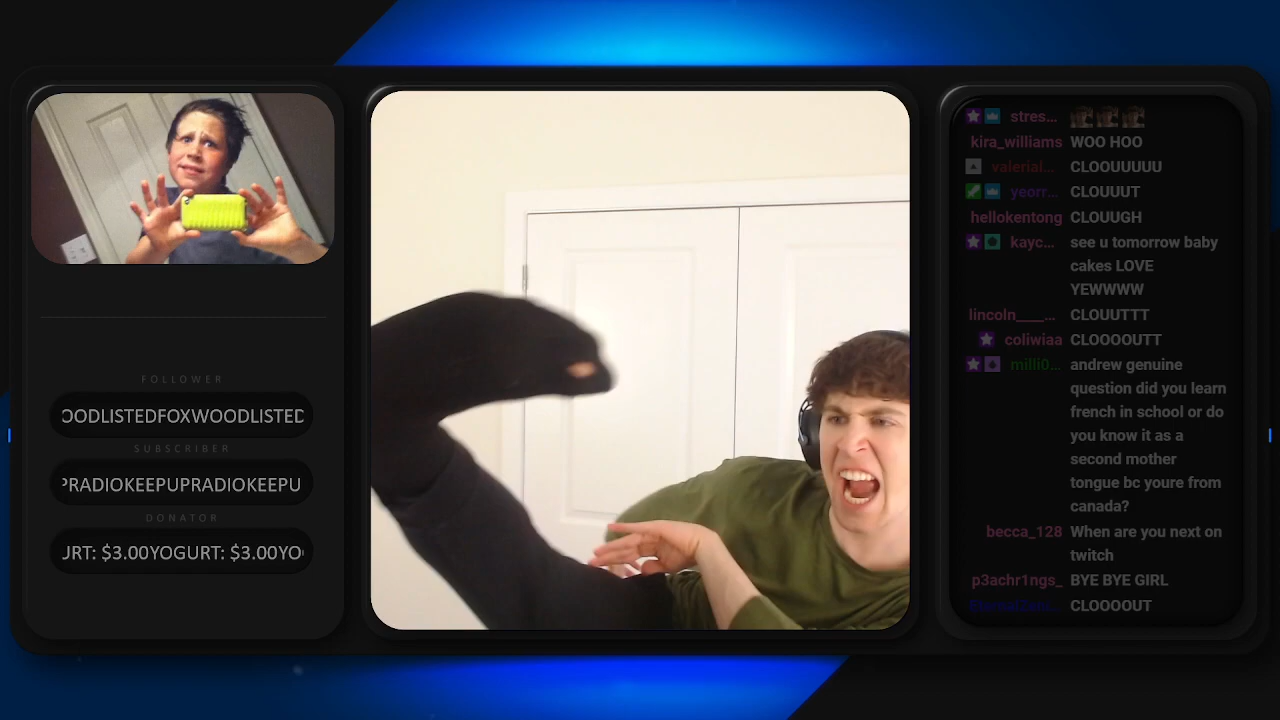 FOLLOWER
OODLISTEDFOXWOODLISTED
SUBSCRIBER
PRADIOKEEPUPRADIOKEEPU
DONATOR
URT: $3.00YOGURT: $3.00YO
stres...
kira_williams WOO HOO
valerial... CLOOUUUUU
yeorr... CLOUUUT
hellokentong CLOUUGH
kayc... see u tomorrow baby
cakes LOVE
YEWWWW
lincoln____... CLOUUTTT
coliwiaa CLOOOOUTT
milli0... andrew genuine
question did you learn
french in school or do
you know it as a
second mother
tongue bc youre from
canada?
becca_128 When are you next on
twitch
p3achr1ngs_ BYE BYE GIRL
CLOOOOUT